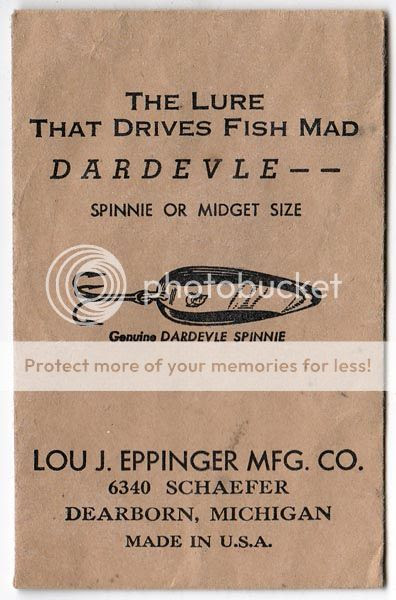 THE LURE
THAT DRIVES FISH MAD
DARDEVLE--
SPINNIE OR MIDGET SIZE
photobucket
Genuine DARDEVLE SPINNIE
Protect more of your memories for less!
LOU J. EPPINGER MFG. CO.
6340 SCHAEFER
DEARBORN, MICHIGAN
MADE IN U.S.A.